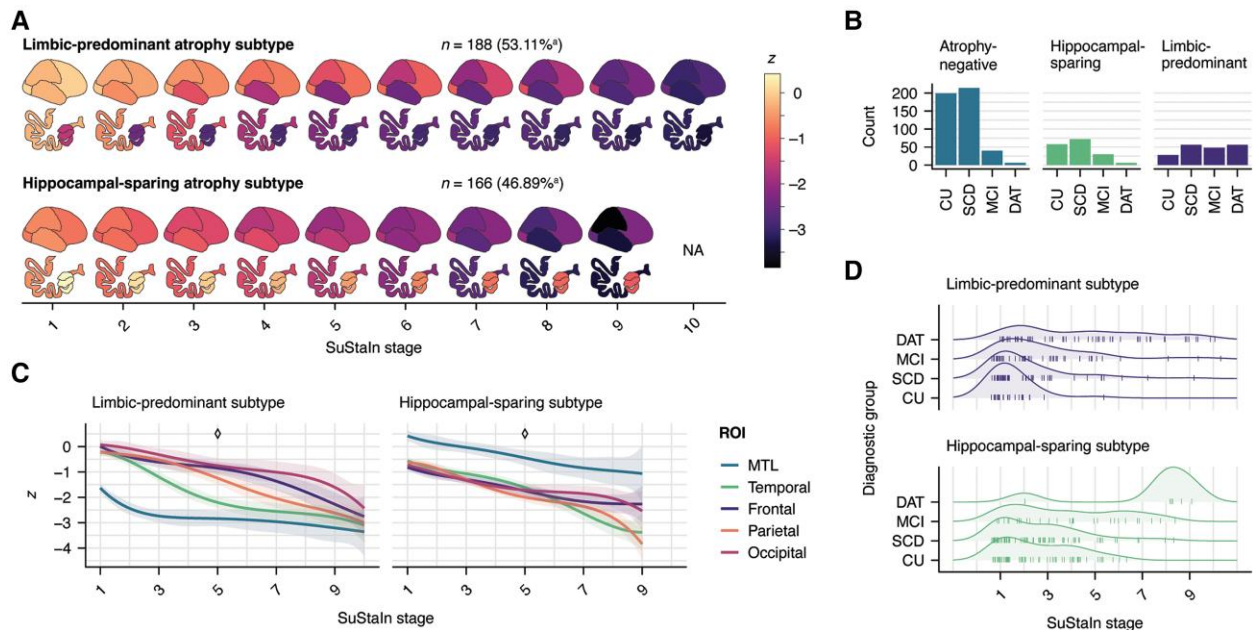 A
Limbic-predominant atrophy subtype
n = 188 (53.11%ᵃ)
Hippocampal-sparing atrophy subtype
n = 166 (46.89%ᵃ)
NA
1 2 3 4 5 6 7 8 9 10
SuStaIn stage
z
0
−1
−2
−3
B
Atrophy-
negative
Hippocampal-
sparing
Limbic-
predominant
Count
200
150
100
50
0
CU SCD MCI DAT
CU SCD MCI DAT
CU SCD MCI DAT
C
Limbic-predominant subtype
Hippocampal-sparing subtype
z
0
−1
−2
−3
−4
1 3 5 7 9
1 3 5 7 9
SuStaIn stage
ROI
MTL
Temporal
Frontal
Parietal
Occipital
D
Limbic-predominant subtype
DAT
MCI
SCD
CU
Diagnostic group
Hippocampal-sparing subtype
DAT
MCI
SCD
CU
1 3 5 7 9
SuStaIn stage